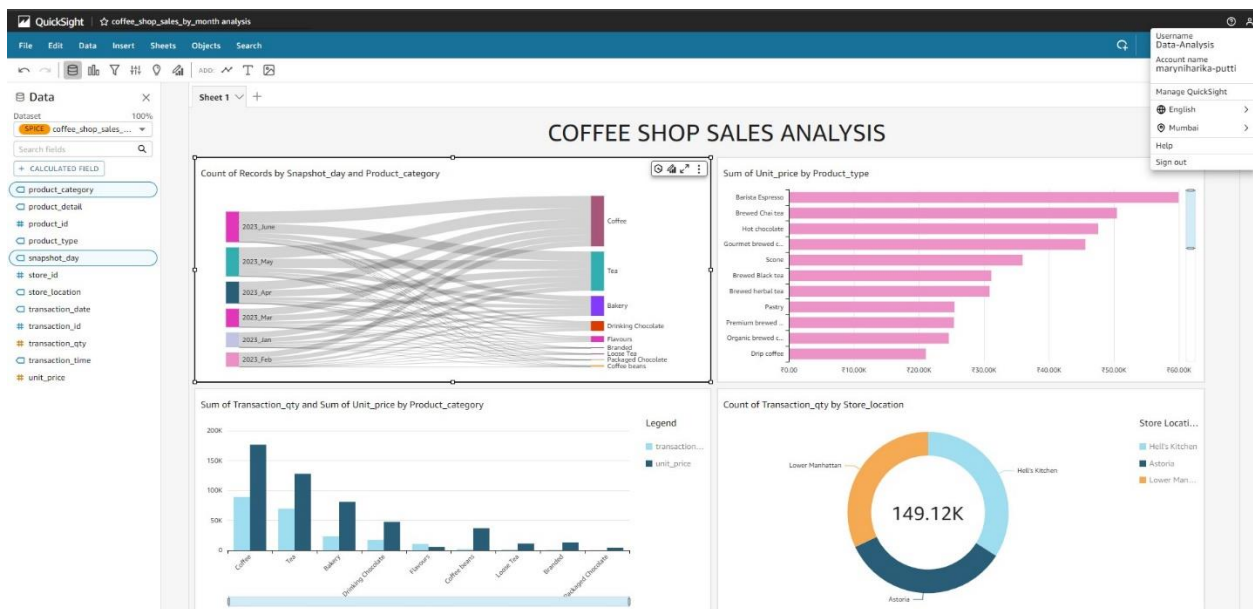 QuickSight
coffee_shop_sales_by_month analysis
File Edit Data Insert Sheets Objects Search
Username
Data-Analysis
Account name
maryniharika-putti
Manage QuickSight
English
Mumbai
Help
Sign out
ADD:
Data
Dataset 100%
SPICE coffee_shop_sales_...
Search fields
+ CALCULATED FIELD
product_category
product_detail
# product_id
product_type
snapshot_day
# store_id
store_location
transaction_date
# transaction_id
# transaction_qty
transaction_time
# unit_price
Sheet 1
COFFEE SHOP SALES ANALYSIS
Count of Records by Snapshot_day and Product_category
2023_June
2023_May
2023_Apr
2023_Mar
2023_Jan
2023_Feb
Coffee
Tea
Bakery
Drinking Chocolate
Flavours
Branded
Loose Tea
Packaged Chocolate
Coffee beans
Sum of Unit_price by Product_type
Barista Espresso
Brewed Chai tea
Hot chocolate
Gourmet brewed c...
Scone
Brewed Black tea
Brewed herbal tea
Pastry
Premium brewed ...
Organic brewed c...
Drip coffee
₹0.00 ₹10.00K ₹20.00K ₹30.00K ₹40.00K ₹50.00K ₹60.00K
Sum of Transaction_qty and Sum of Unit_price by Product_category
200K
150K
100K
50K
0
Coffee Tea Bakery Drinking Chocolate Flavours Coffee beans Loose Tea Branded Packaged Chocolate
Legend
transaction...
unit_price
Count of Transaction_qty by Store_location
Lower Manhattan
Hell's Kitchen
149.12K
Astoria
Store Locati...
Hell's Kitchen
Astoria
Lower Man...